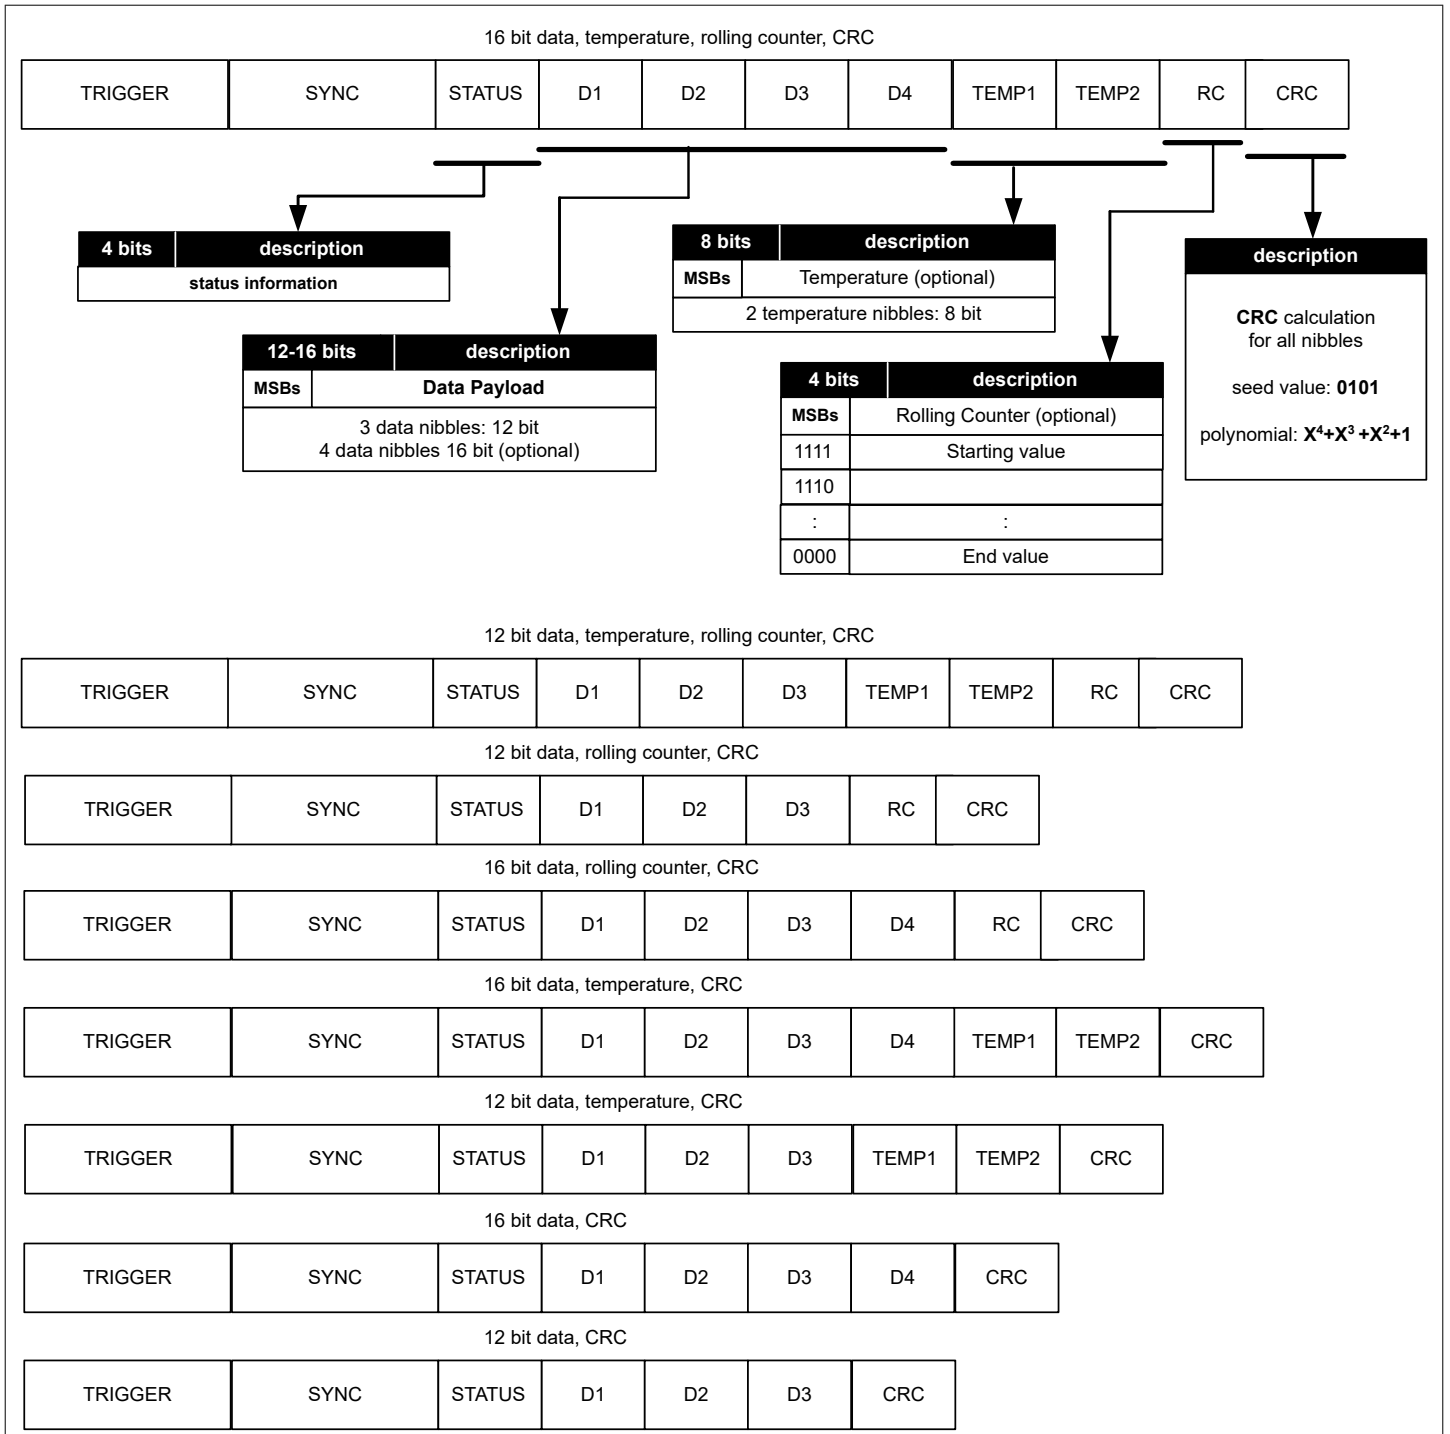 16 bit data, temperature, rolling counter, CRC
TRIGGER SYNC STATUS D1 D2 D3 D4 TEMP1 TEMP2 RC CRC
4 bits description
status information
12-16 bits description
MSBs Data Payload
3 data nibbles: 12 bit
4 data nibbles 16 bit (optional)
8 bits description
MSBs Temperature (optional)
2 temperature nibbles: 8 bit
4 bits description
MSBs Rolling Counter (optional)
1111 Starting value
1110
: :
0000 End value
description
CRC calculation
for all nibbles
seed value: 0101
polynomial: X⁴+X³ +X²+1
12 bit data, temperature, rolling counter, CRC
TRIGGER SYNC STATUS D1 D2 D3 TEMP1 TEMP2 RC CRC
12 bit data, rolling counter, CRC
TRIGGER SYNC STATUS D1 D2 D3 RC CRC
16 bit data, rolling counter, CRC
TRIGGER SYNC STATUS D1 D2 D3 D4 RC CRC
16 bit data, temperature, CRC
TRIGGER SYNC STATUS D1 D2 D3 D4 TEMP1 TEMP2 CRC
12 bit data, temperature, CRC
TRIGGER SYNC STATUS D1 D2 D3 TEMP1 TEMP2 CRC
16 bit data, CRC
TRIGGER SYNC STATUS D1 D2 D3 D4 CRC
12 bit data, CRC
TRIGGER SYNC STATUS D1 D2 D3 CRC